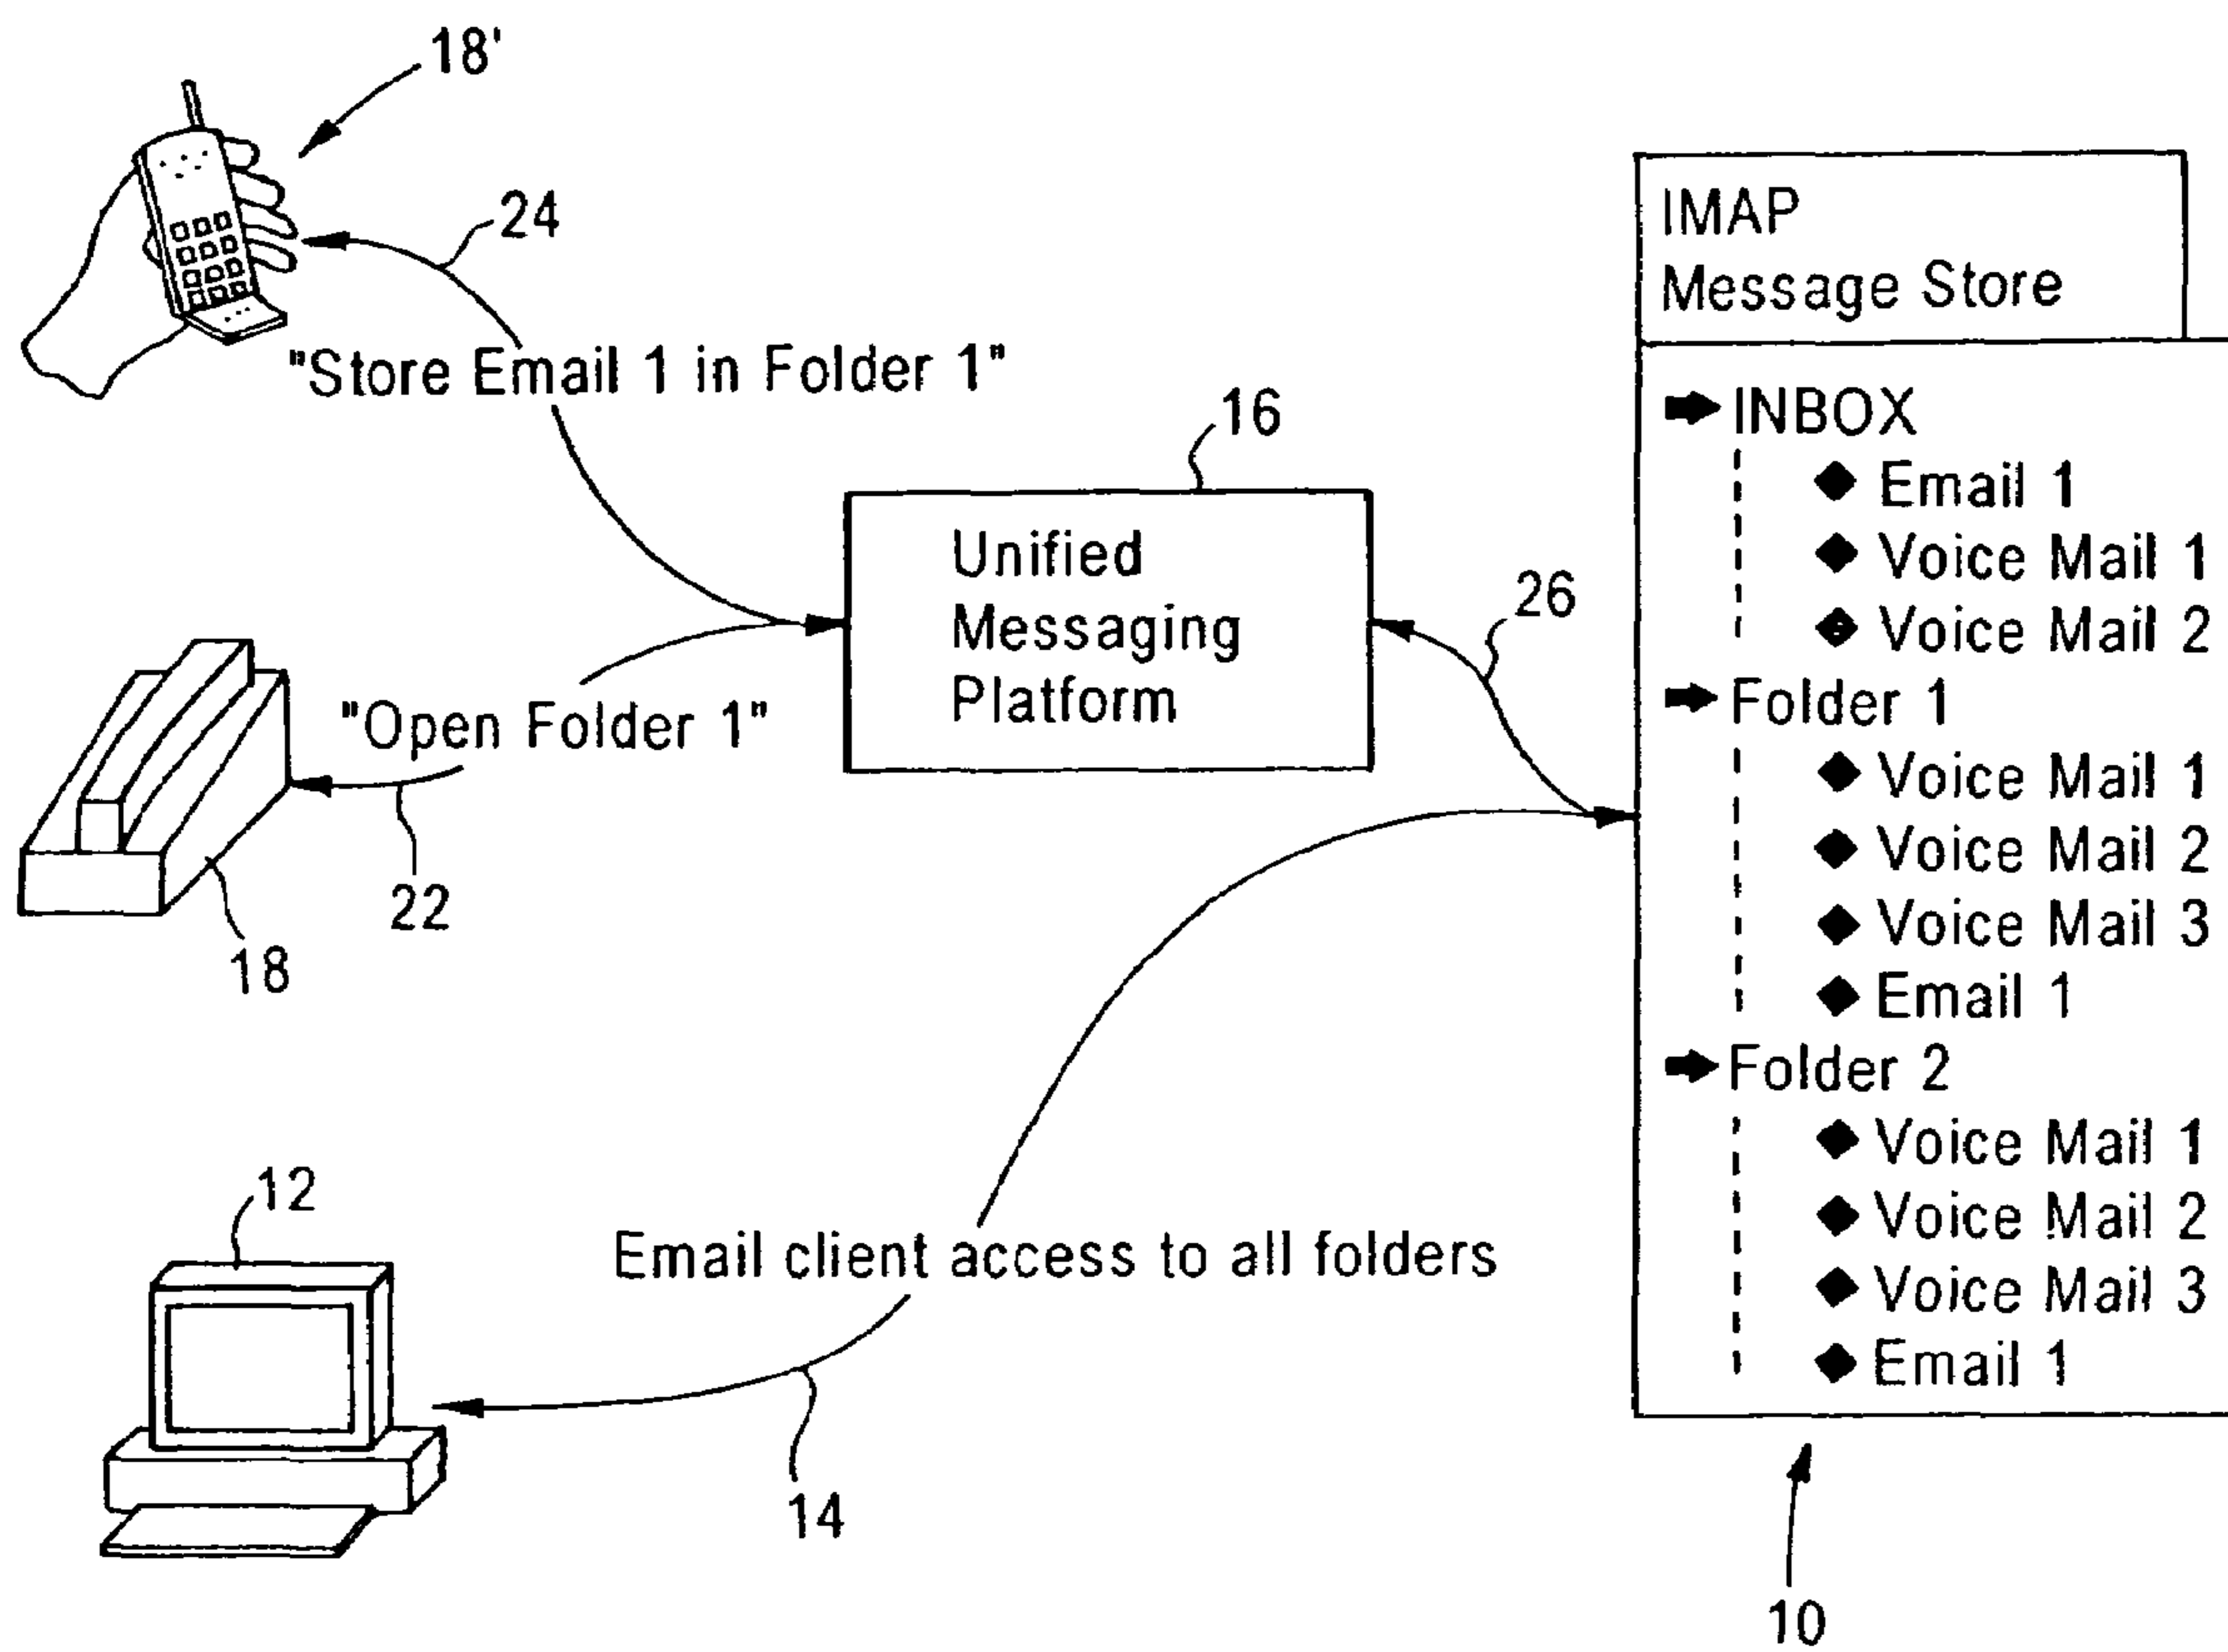 18'
24
"Store Email 1 in Folder 1"
16
Unified
Messaging
Platform
26
"Open Folder 1"
22
18
12
Email client access to all folders
14
IMAP
Message Store
INBOX
Email 1
Voice Mail 1
Voice Mail 2
Folder 1
Voice Mail 1
Voice Mail 2
Voice Mail 3
Email 1
Folder 2
Voice Mail 1
Voice Mail 2
Voice Mail 3
Email 1
10